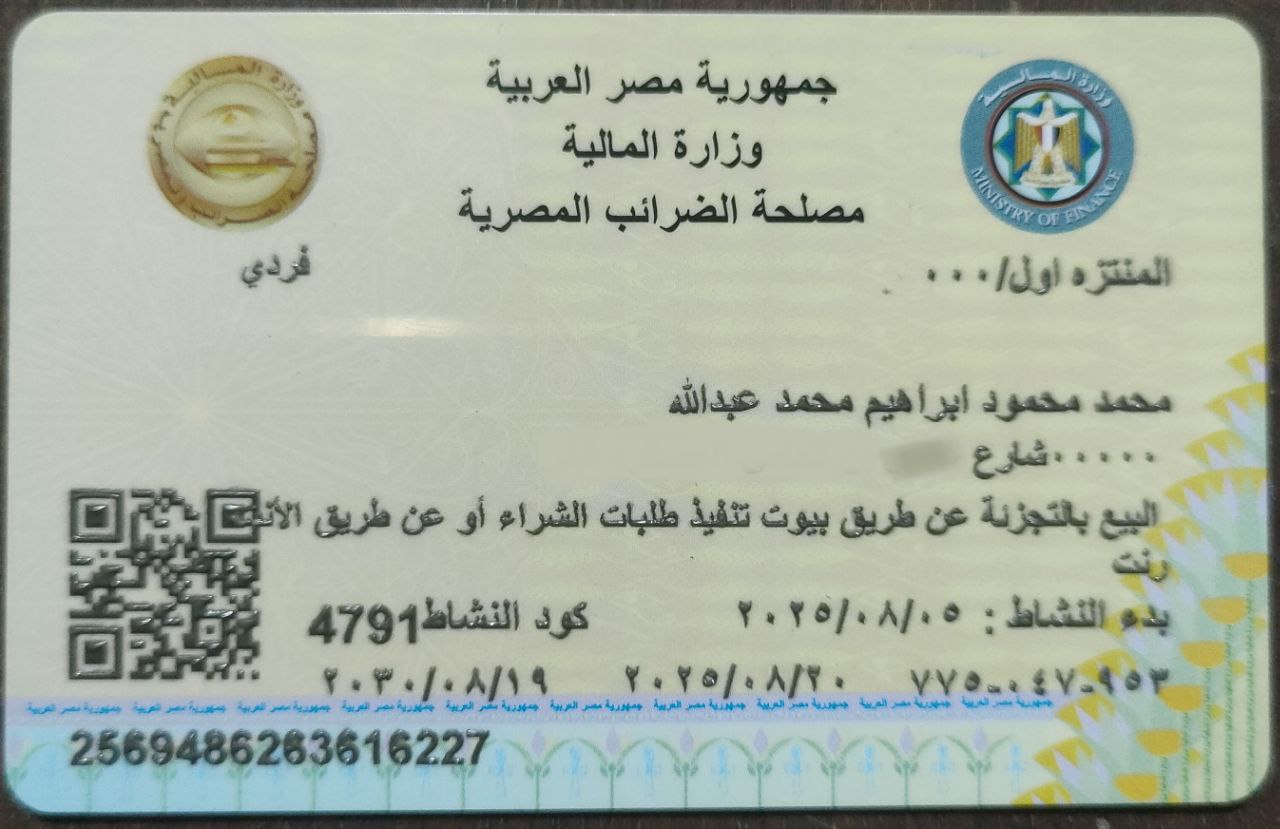 جمهورية مصر العربية
وزارة المالية
مصلحة الضرائب المصرية
وزارة المالية
MINISTRY OF FINANCE
المنتزه اول/٠٠٠
فردي
محمد محمود ابراهيم محمد عبدالله
٠٠٠٠٠شارع
البيع بالتجزئة عن طريق بيوت تنفيذ طلبات الشراء أو عن طريق الأنت
رنت
بدء النشاط : ٢٠٢٥/٠٨/٠٥ كود النشاط4791
٩٥٣-٠٤٧-٧٧٥ ٢٠٢٥/٠٨/٢٠ ٢٠٣٠/٠٨/١٩
جمهورية مصر العربية جمهورية مصر العربية جمهورية مصر العربية جمهورية مصر العربية جمهورية مصر العربية جمهورية مصر العربية جمهورية مصر العربية جمهورية مصر العربية جمهورية مصر العربية جمهورية مصر العربية
2569486263616227